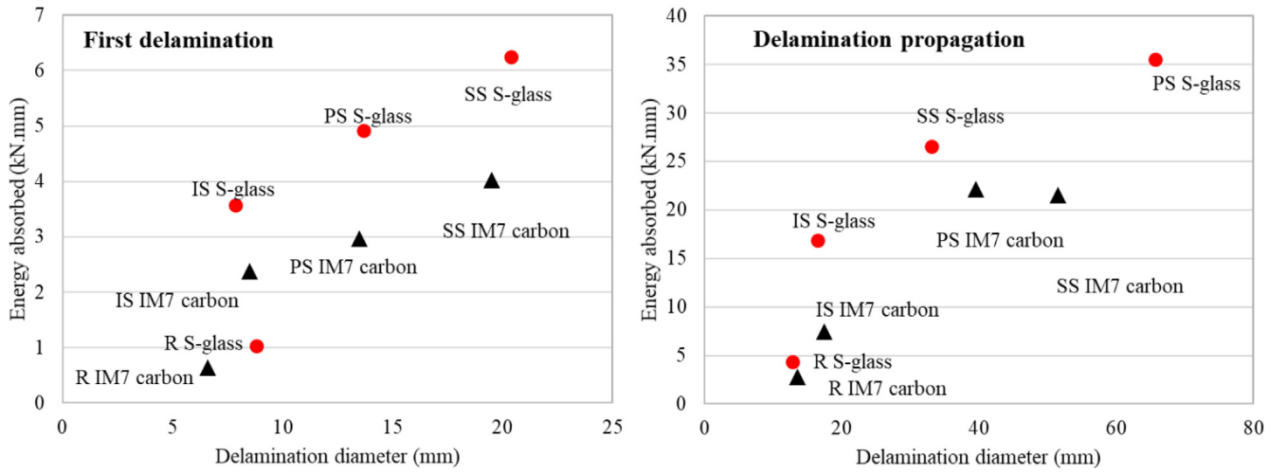 First delamination
7
6
5
4
3
2
1
0
Energy absorbed (kN.mm)
SS S-glass
PS S-glass
IS S-glass
SS IM7 carbon
PS IM7 carbon
IS IM7 carbon
R S-glass
R IM7 carbon
0 5 10 15 20 25
Delamination diameter (mm)
Delamination propagation
40
35
30
25
20
15
10
5
0
Energy absorbed (kN.mm)
PS S-glass
SS S-glass
IS S-glass
PS IM7 carbon
SS IM7 carbon
IS IM7 carbon
R S-glass
R IM7 carbon
0 20 40 60 80
Delamination diameter (mm)